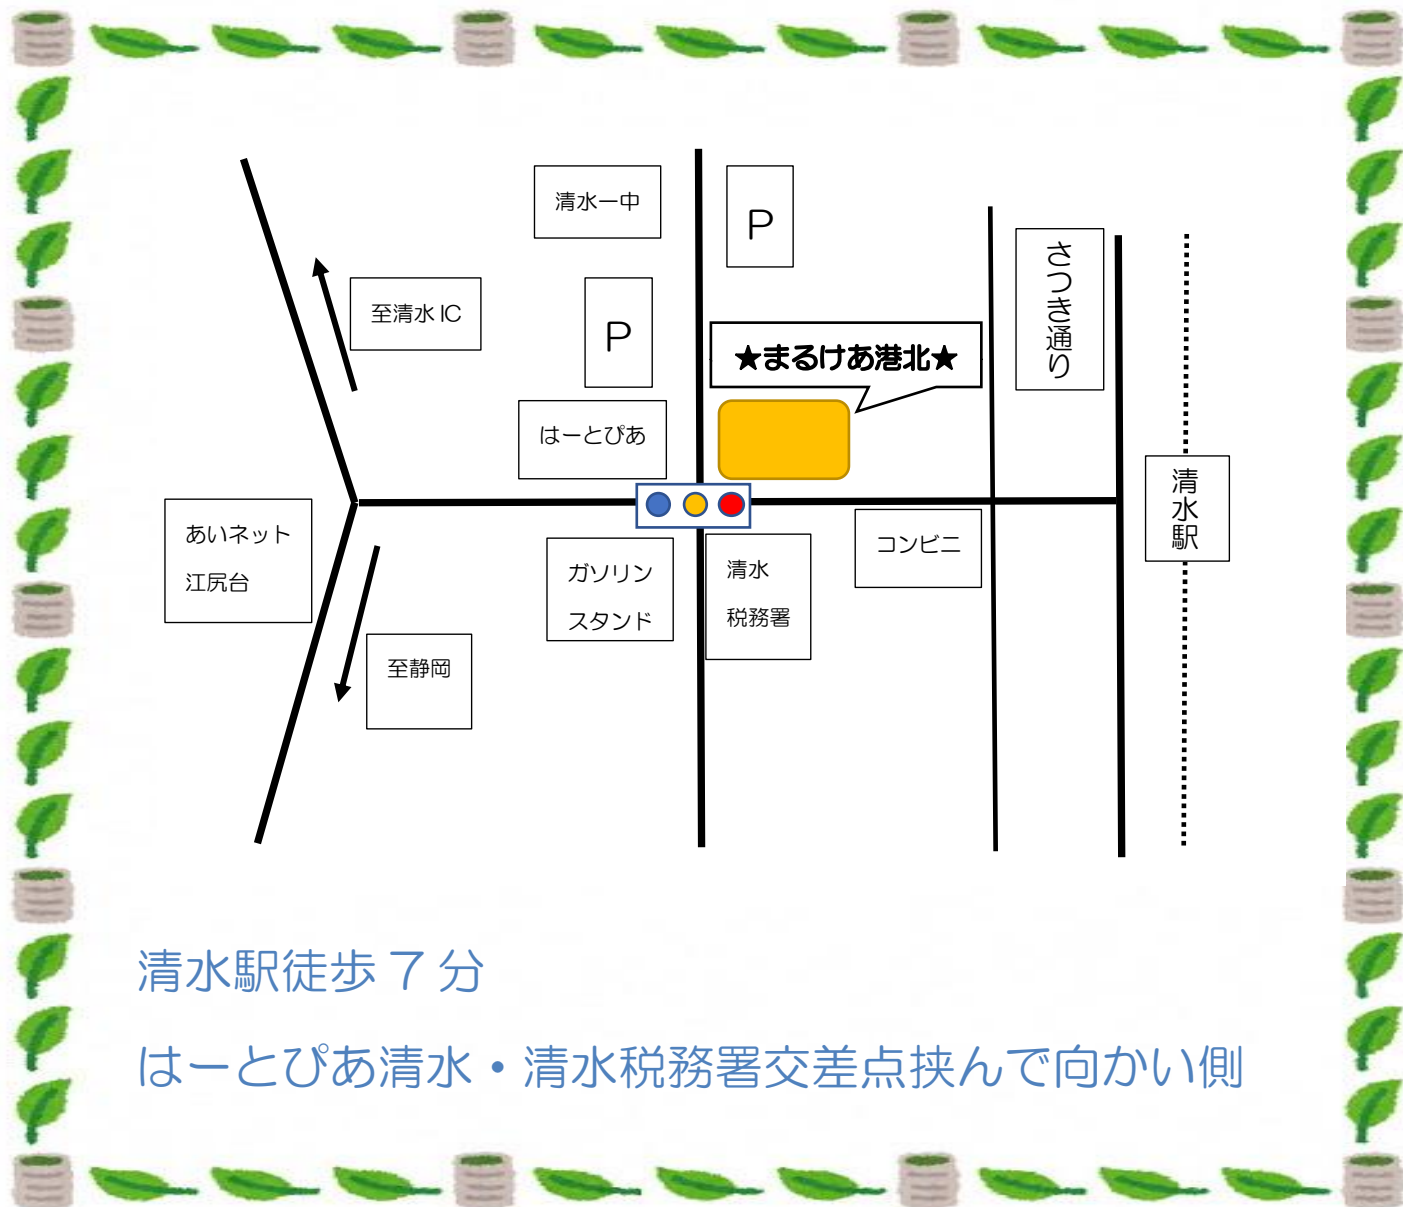 清水一中
P
さつき通り
至清水IC
P
★まるけあ港北★
はーとぴあ
清水駅
あいネット
江尻台
ガソリン
スタンド
清水
税務署
コンビニ
至静岡
清水駅徒歩７分
はーとぴあ清水・清水税務署交差点挟んで向かい側